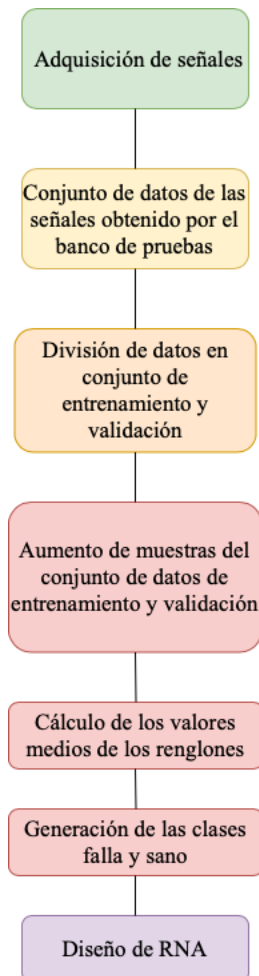 Adquisición de señales
Conjunto de datos de las
señales obtenido por el
banco de pruebas
División de datos en
conjunto de
entrenamiento y
validación
Aumento de muestras del
conjunto de datos de
entrenamiento y validación
Cálculo de los valores
medios de los renglones
Generación de las clases
falla y sano
Diseño de RNA